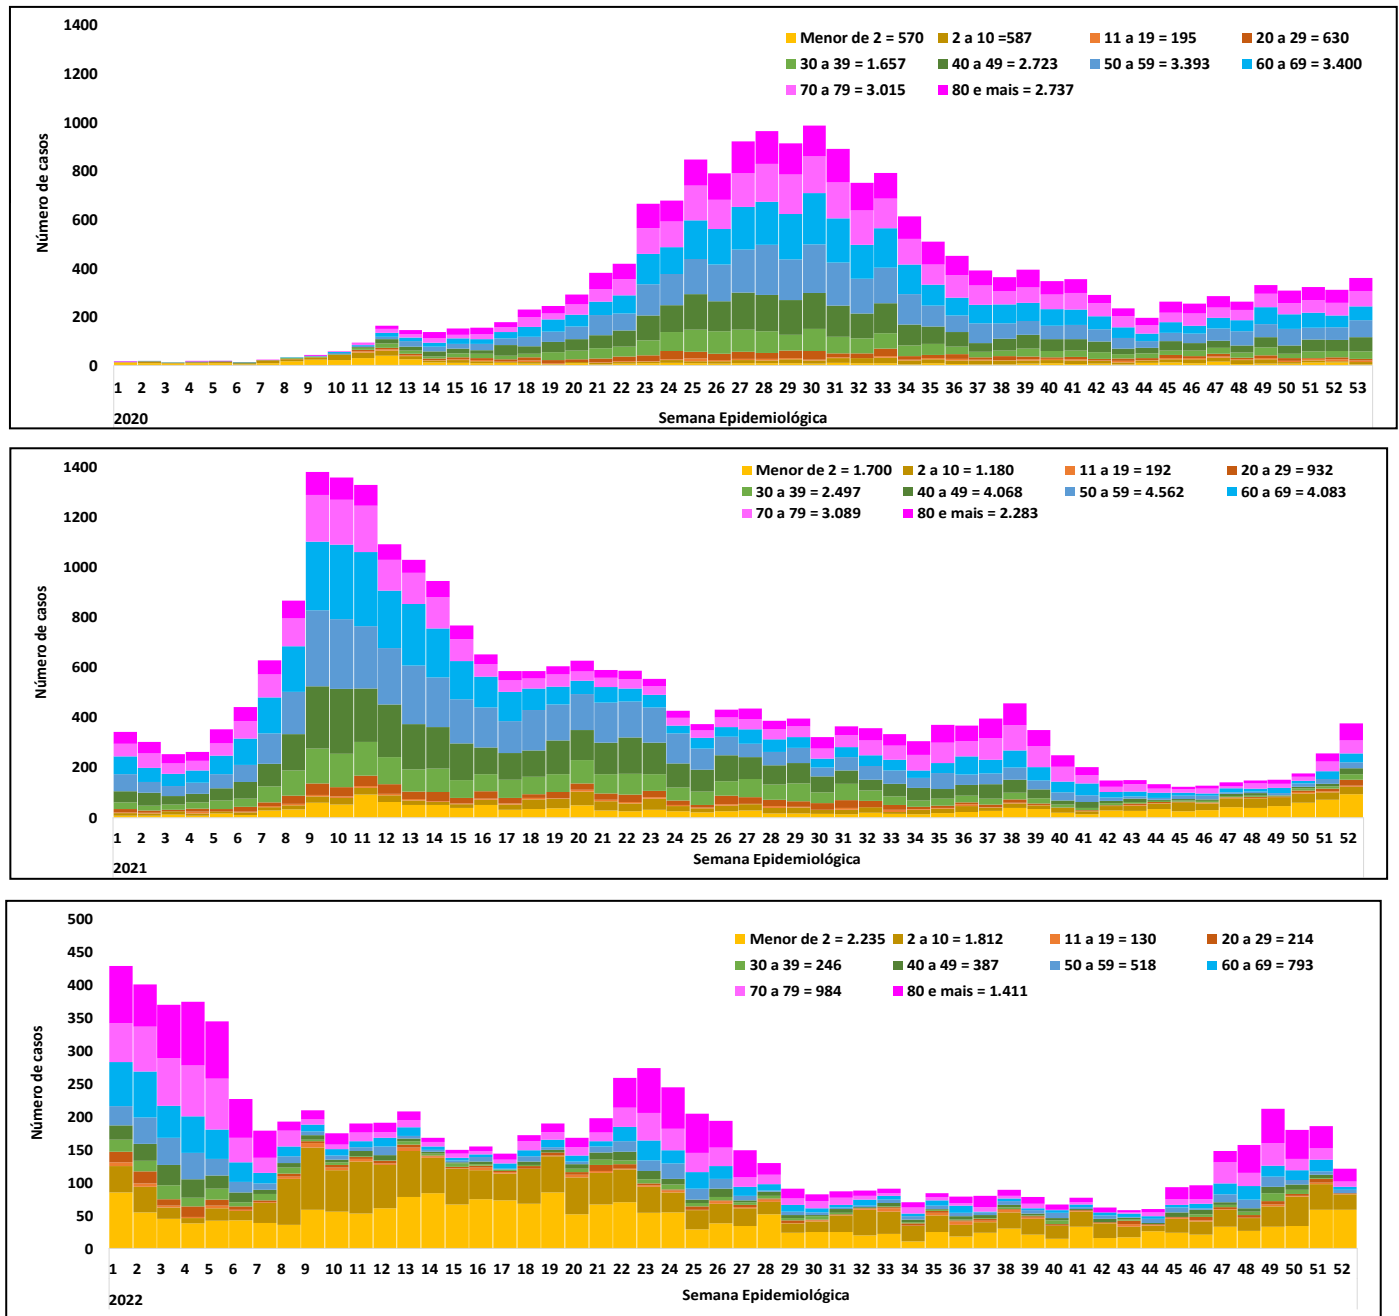 1400
Menor de 2 = 570 2 a 10 =587 11 a 19 = 195 20 a 29 = 630
30 a 39 = 1.657 40 a 49 = 2.723 50 a 59 = 3.393 60 a 69 = 3.400
70 a 79 = 3.015 80 e mais = 2.737
1200
1000
800
600
400
200
0
Número de casos
1 2 3 4 5 6 7 8 9 10 11 12 13 14 15 16 17 18 19 20 21 22 23 24 25 26 27 28 29 30 31 32 33 34 35 36 37 38 39 40 41 42 43 44 45 46 47 48 49 50 51 52 53
2020
Semana Epidemiológica
1400
Menor de 2 = 1.700 2 a 10 = 1.180 11 a 19 = 192 20 a 29 = 932
30 a 39 = 2.497 40 a 49 = 4.068 50 a 59 = 4.562 60 a 69 = 4.083
70 a 79 = 3.089 80 e mais = 2.283
1200
1000
800
600
400
200
0
Número de casos
1 2 3 4 5 6 7 8 9 10 11 12 13 14 15 16 17 18 19 20 21 22 23 24 25 26 27 28 29 30 31 32 33 34 35 36 37 38 39 40 41 42 43 44 45 46 47 48 49 50 51 52
2021
Semana Epidemiológica
500
Menor de 2 = 2.235 2 a 10 = 1.812 11 a 19 = 130 20 a 29 = 214
30 a 39 = 246 40 a 49 = 387 50 a 59 = 518 60 a 69 = 793
70 a 79 = 984 80 e mais = 1.411
450
400
350
300
250
200
150
100
50
0
Número de casos
1 2 3 4 5 6 7 8 9 10 11 12 13 14 15 16 17 18 19 20 21 22 23 24 25 26 27 28 29 30 31 32 33 34 35 36 37 38 39 40 41 42 43 44 45 46 47 48 49 50 51 52
2022
Semana Epidemiológica